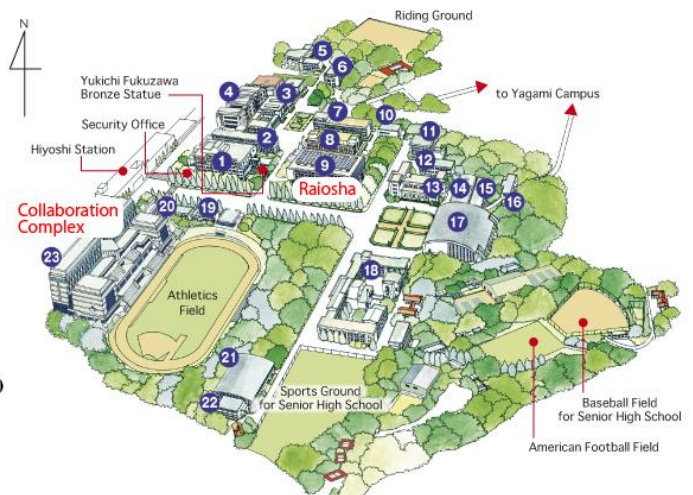 N
Riding Ground
5
6
Yukichi Fukuzawa
Bronze Statue
4
3
to Yagami Campus
7
10
Security Office
2
8
11
Hiyoshi Station
1
9
12
Raiosha
13
14
15
16
Collaboration
Complex
20
19
17
23
18
Athletics
Field
21
22
Sports Ground
for Senior High School
Baseball Field
for Senior High School
American Football Field
)